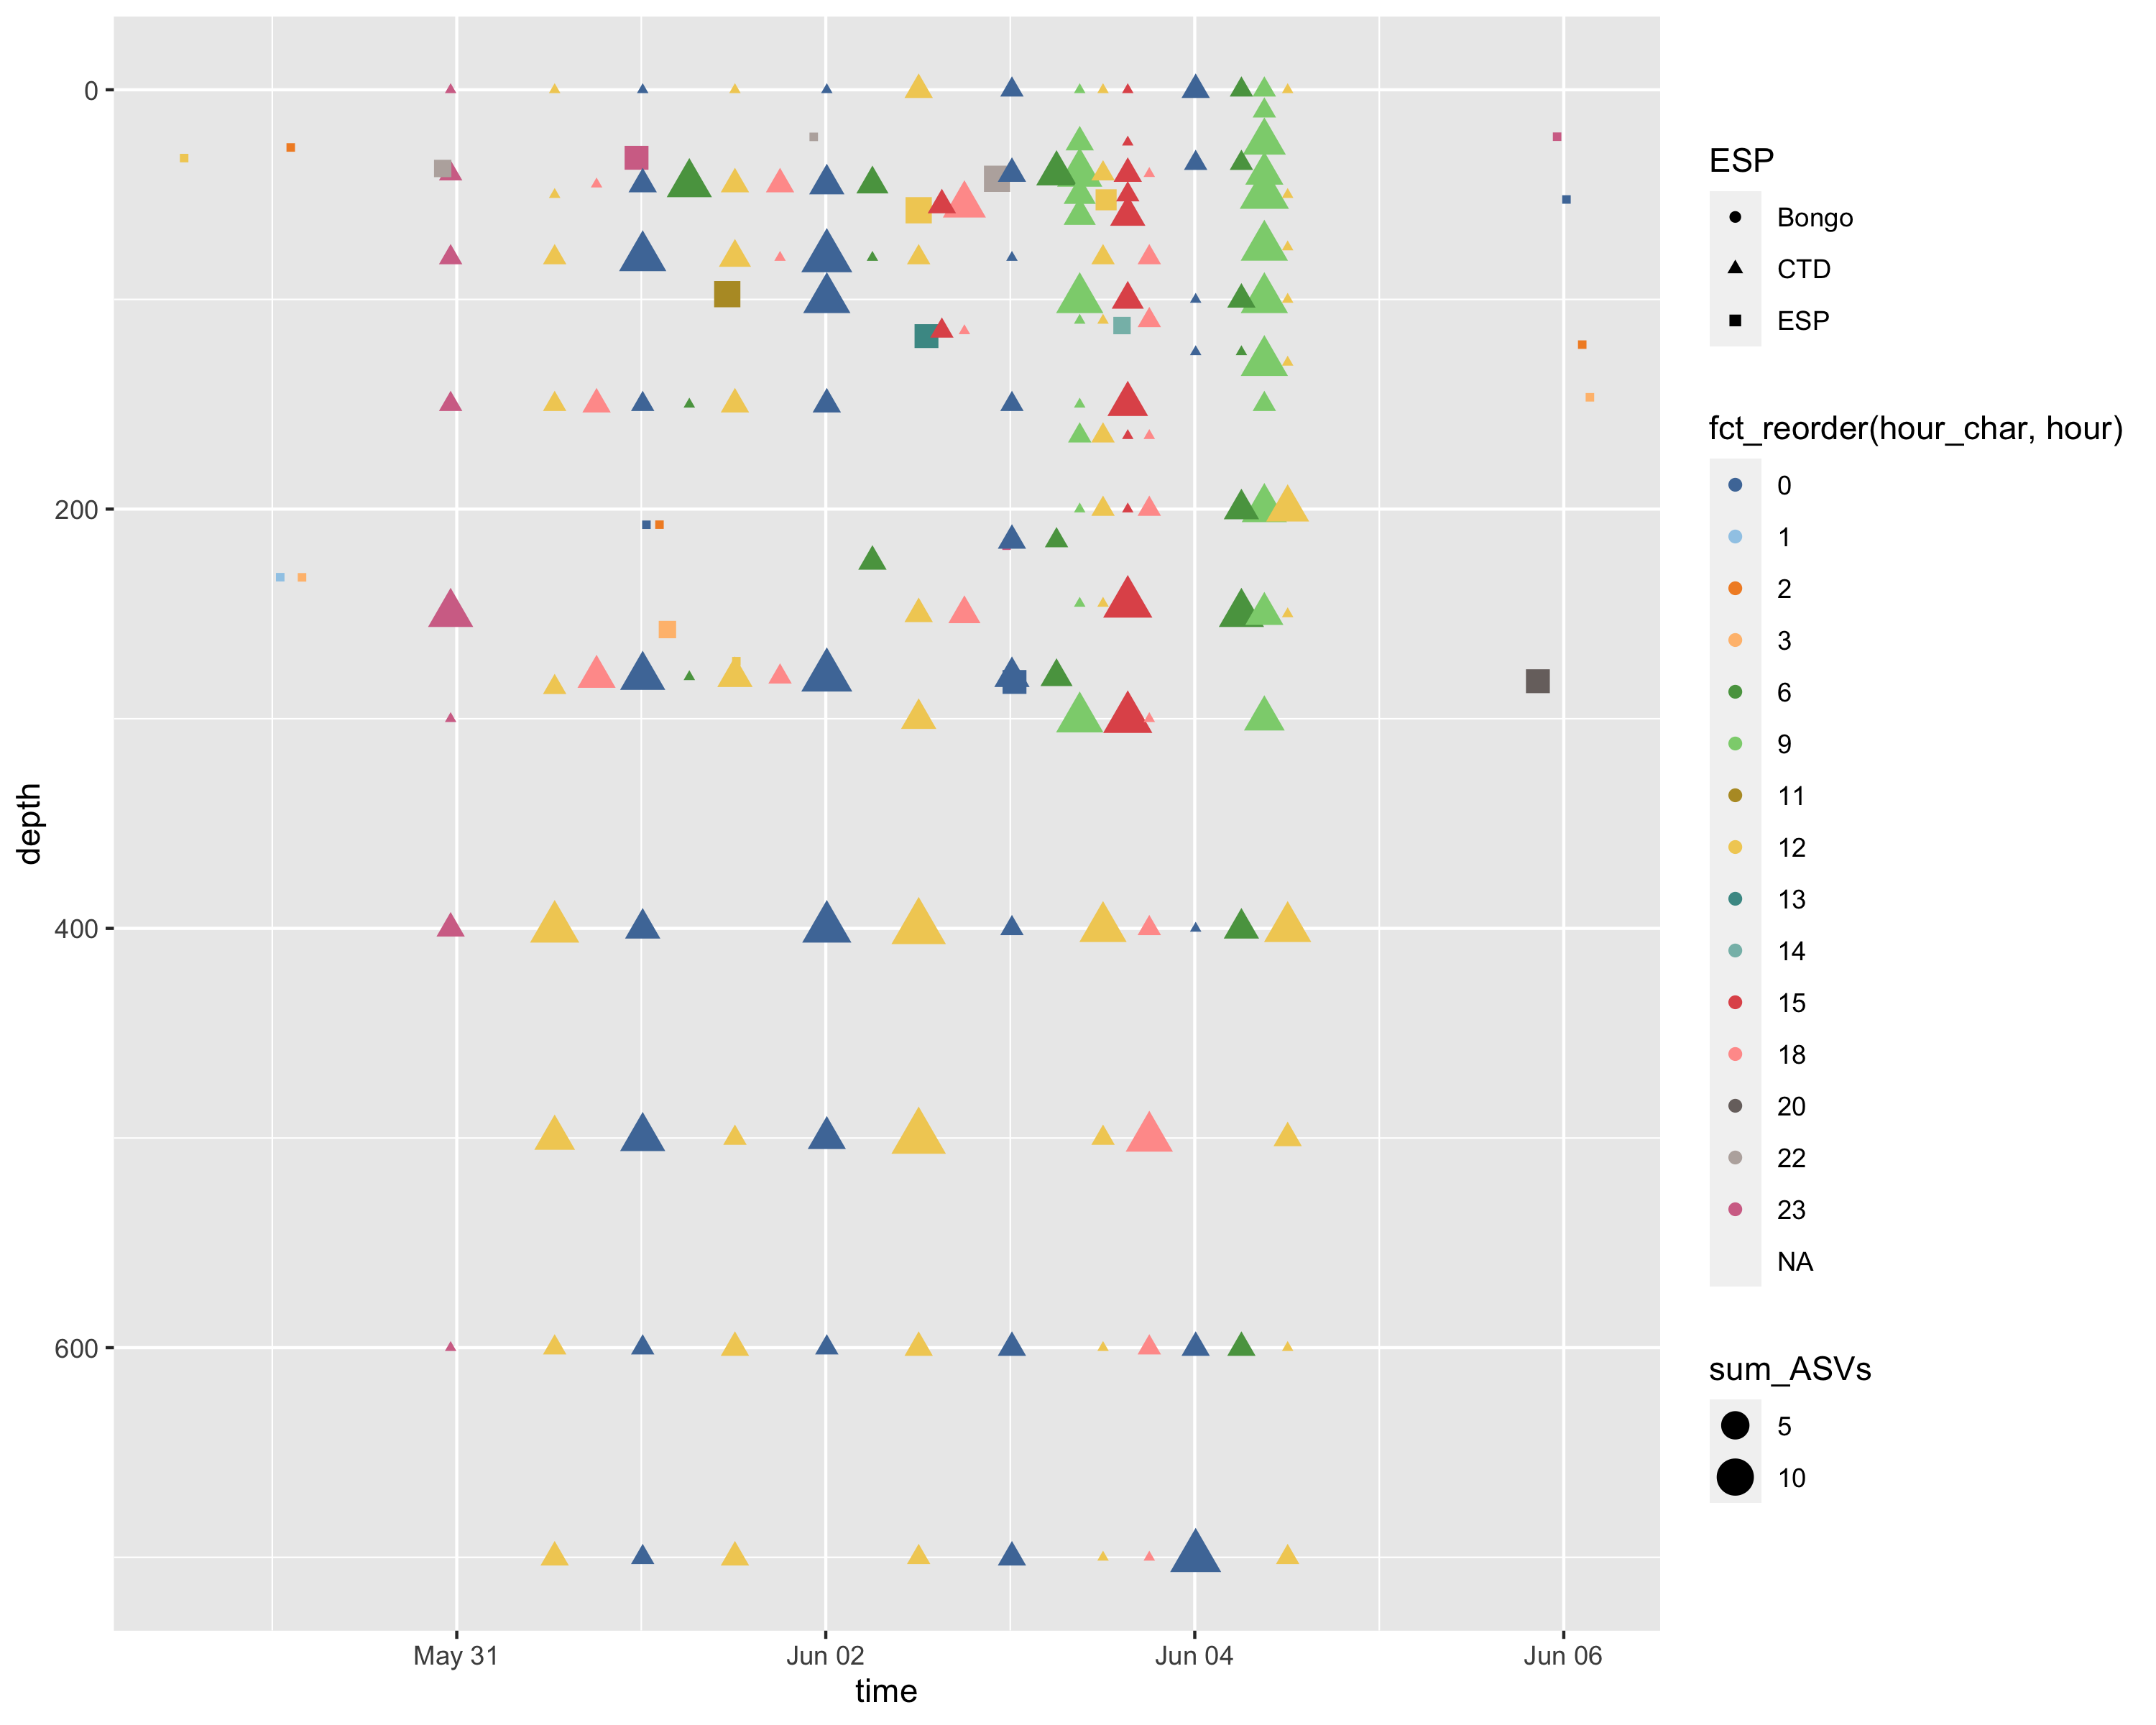 0
200
400
600
depth
May 31
Jun 02
Jun 04
Jun 06
time
ESP
Bongo
CTD
ESP
fct_reorder(hour_char, hour)
0
1
2
3
6
9
11
12
13
14
15
18
20
22
23
NA
sum_ASVs
5
10